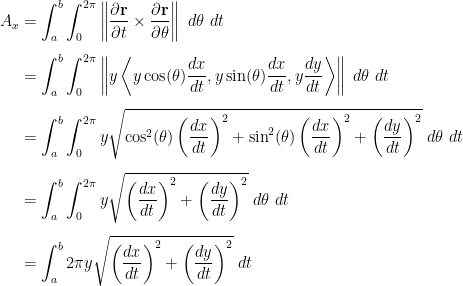 A_x = \int_a^b \int_0^{2\pi} \left\| \frac{\partial \mathbf{r}}{\partial t} \times \frac{\partial \mathbf{r}}{\partial \theta} \right\| \ d\theta \ dt
= \int_a^b \int_0^{2\pi} \left\| y \left\langle y \cos(\theta) \frac{dx}{dt}, y \sin(\theta) \frac{dx}{dt}, y \frac{dy}{dt} \right\rangle \right\| \ d\theta \ dt
= \int_a^b \int_0^{2\pi} y \sqrt{\cos^2(\theta) \left( \frac{dx}{dt} \right)^2 + \sin^2(\theta) \left( \frac{dx}{dt} \right)^2 + \left( \frac{dy}{dt} \right)^2} \ d\theta \ dt
= \int_a^b \int_0^{2\pi} y \sqrt{\left( \frac{dx}{dt} \right)^2 + \left( \frac{dy}{dt} \right)^2} \ d\theta \ dt
= \int_a^b 2\pi y \sqrt{\left( \frac{dx}{dt} \right)^2 + \left( \frac{dy}{dt} \right)^2} \ dt